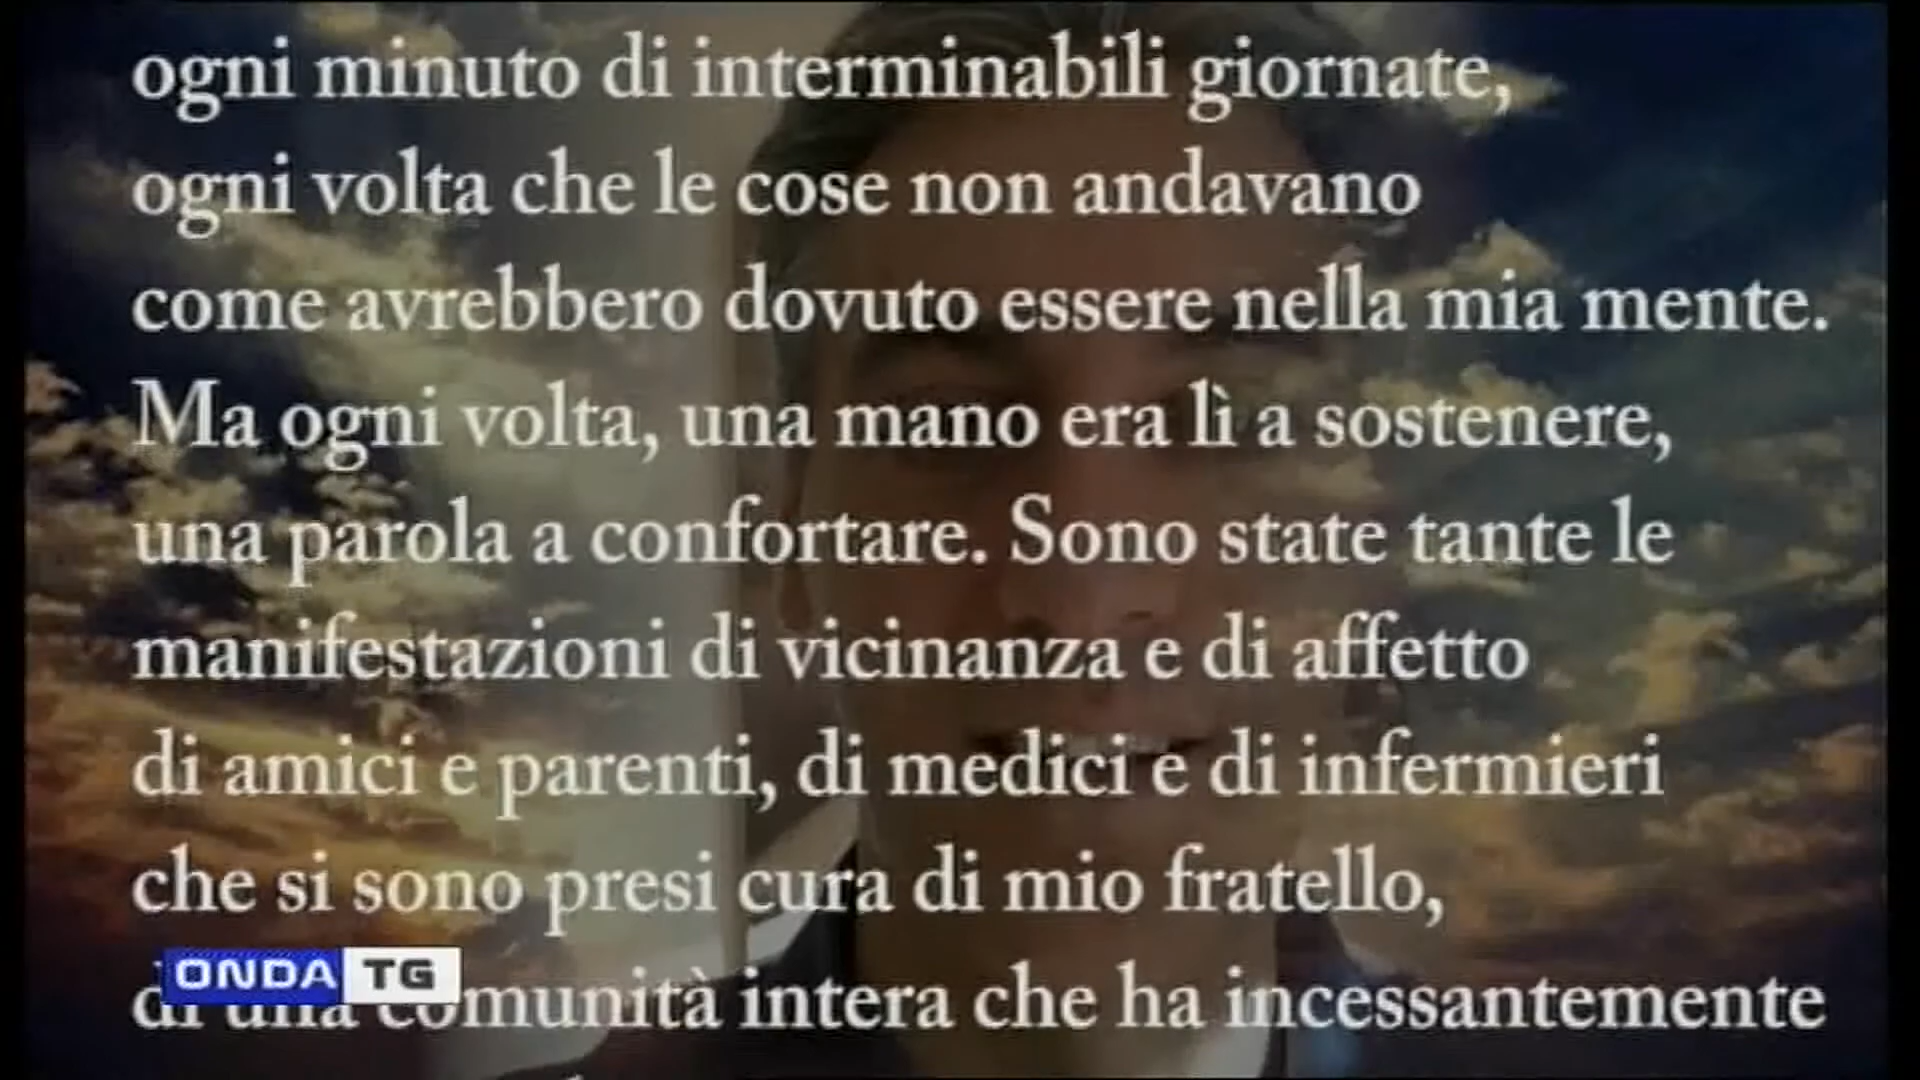 ogni minuto di interminabili giornate,
ogni volta che le cose non andavano
come avrebbero dovuto essere nella mia mente.
Ma ogni volta, una mano era lì a sostenere,
una parola a confortare. Sono state tante le
manifestazioni di vicinanza e di affetto
di amici e parenti, di medici e di infermieri
che si sono presi cura di mio fratello,
di una comunità intera che ha incessantemente
ONDA TG